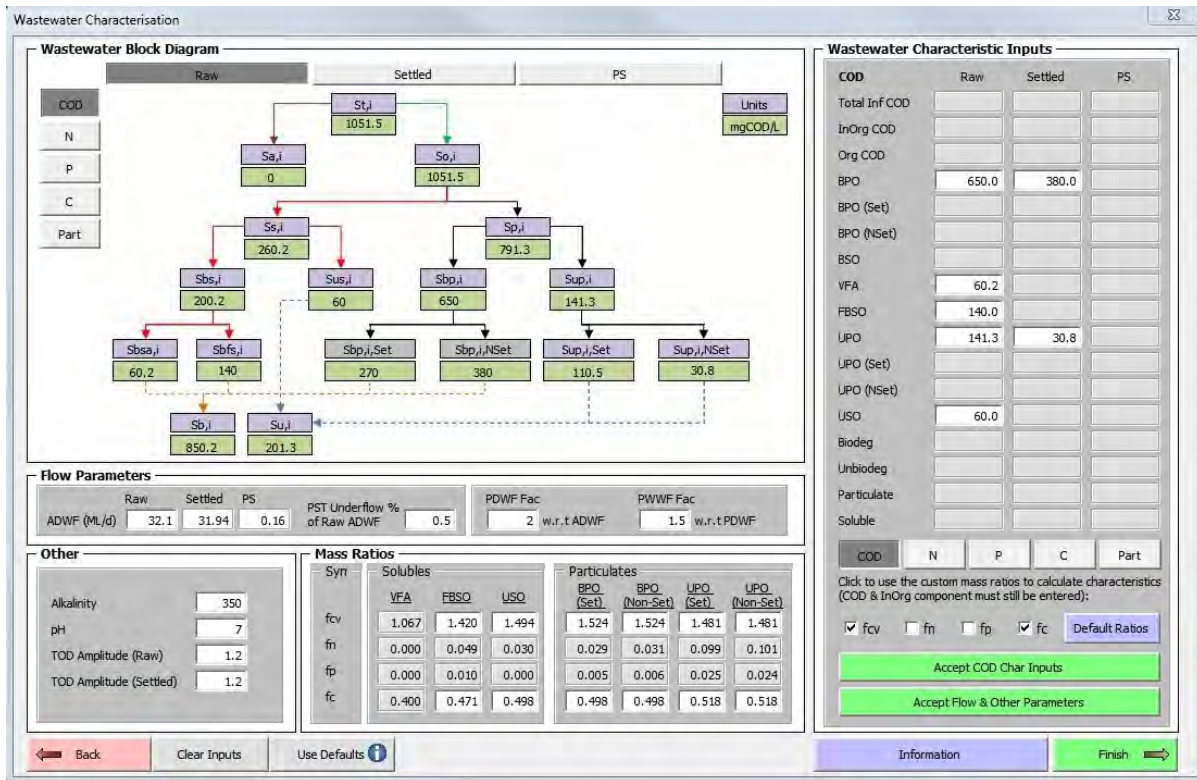 Wastewater Characterisation
Wastewater Block Diagram
Raw Settled PS
COD
N
P
C
Part
St,i
1051.5
Units
mgCOD/L
Sa,i So,i
0 1051.5
Ss,i Sp,i
260.2 791.3
Sbs,i Sus,i Sbp,i Sup,i
200.2 60 650 141.3
Sbsa,i Sbfs,i Sbp,i,Set Sbp,i,NSet Sup,i,Set Sup,i,NSet
60.2 140 270 380 110.5 30.8
Sb,i Su,i
850.2 201.3
Flow Parameters
Raw Settled PS
ADWF (ML/d) 32.1 31.94 0.16
PST Underflow %
of Raw ADWF 0.5
PDWF Fac PWWF Fac
2 w.r.t ADWF 1.5 w.r.t PDWF
Other
Alkalinity 350
pH 7
TOD Amplitude (Raw) 1.2
TOD Amplitude (Settled) 1.2
Mass Ratios
Syn Solubles Particulates
VFA FBSO USO BPO (Set) BPO (Non-Set) UPO (Set) UPO (Non-Set)
fcv 1.067 1.420 1.494 1.524 1.524 1.481 1.481
fn 0.000 0.049 0.030 0.029 0.031 0.099 0.101
fp 0.000 0.010 0.000 0.005 0.006 0.025 0.024
fc 0.400 0.471 0.498 0.498 0.498 0.518 0.518
Wastewater Characteristic Inputs
COD Raw Settled PS
Total Inf COD
InOrg COD
Org COD
BPO 650.0 380.0
BPO (Set)
BPO (NSet)
BSO
VFA 60.2
FBSO 140.0
UPO 141.3 30.8
UPO (Set)
UPO (NSet)
USO 60.0
Biodeg
Unbiodeg
Particulate
Soluble
COD N P C Part
Click to use the custom mass ratios to calculate characteristics
(COD & InOrg component must still be entered):
fcv fn fp fc Default Ratios
Accept COD Char Inputs
Accept Flow & Other Parameters
Back Clear Inputs Use Defaults Information Finish